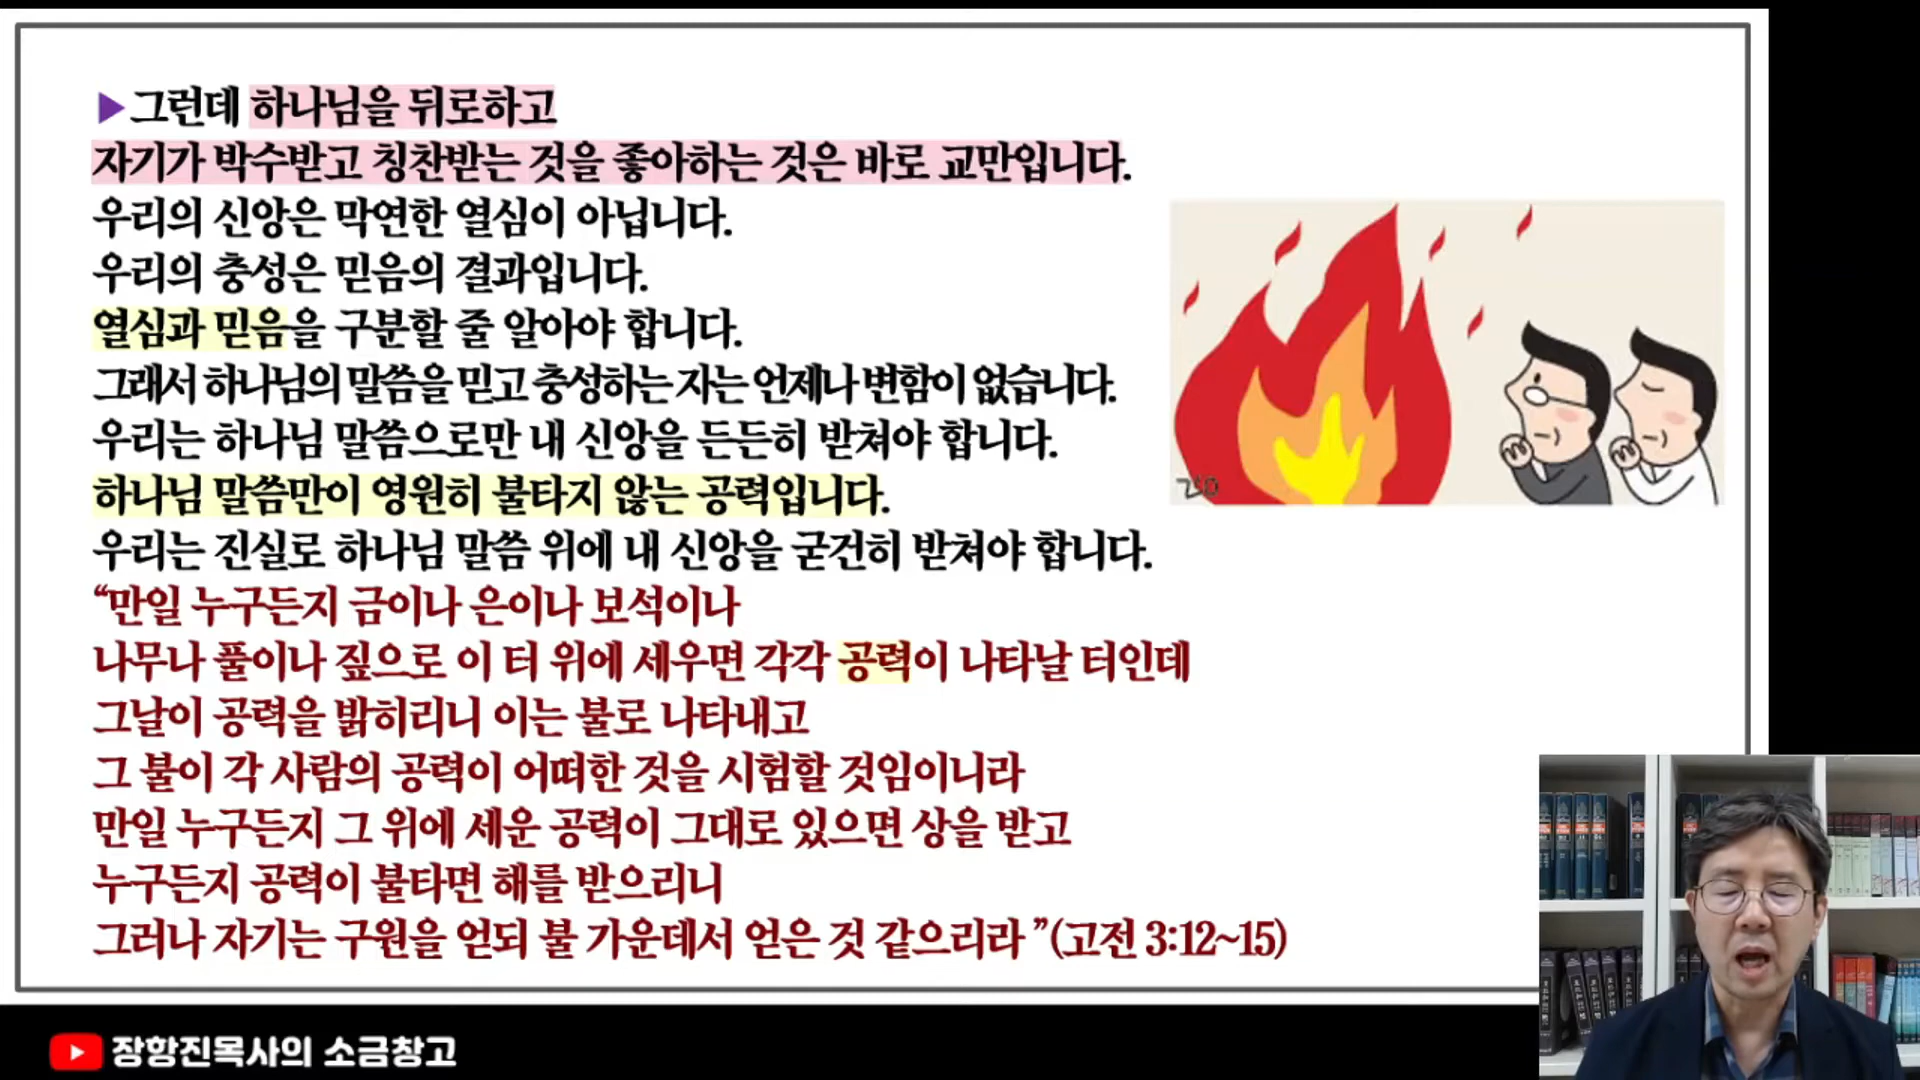 ▶그런데 하나님을 뒤로하고
자기가 박수받고 칭찬받는 것을 좋아하는 것은 바로 교만입니다.
우리의 신앙은 막연한 열심이 아닙니다.
우리의 충성은 믿음의 결과입니다.
열심과 믿음을 구분할 줄 알아야 합니다.
그래서 하나님의 말씀을 믿고 충성하는 자는 언제나 변함이 없습니다.
우리는 하나님 말씀으로만 내 신앙을 든든히 받쳐야 합니다.
하나님 말씀만이 영원히 불타지 않는 공력입니다.
우리는 진실로 하나님 말씀 위에 내 신앙을 굳건히 받쳐야 합니다.
“만일 누구든지 금이나 은이나 보석이나
나무나 풀이나 짚으로 이 터 위에 세우면 각각 공력이 나타날 터인데
그날이 공력을 밝히리니 이는 불로 나타내고
그 불이 각 사람의 공력이 어떠한 것을 시험할 것임이니라
만일 누구든지 그 위에 세운 공력이 그대로 있으면 상을 받고
누구든지 공력이 불타면 해를 받으리니
그러나 자기는 구원을 얻되 불 가운데서 얻은 것 같으리라 ”(고전 3:12~15)
장항진목사의 소금창고